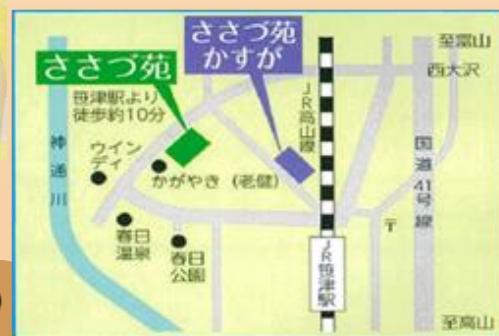 ささづ苑
かすが
ささづ苑
笹津駅より
徒歩約10分
至富山
西大沢
JR高山線
国道41号線
神通川
ウイン
ディ
かがやき（老健）
春日
温泉
春日
公園
〒
JR笹津駅
至高山